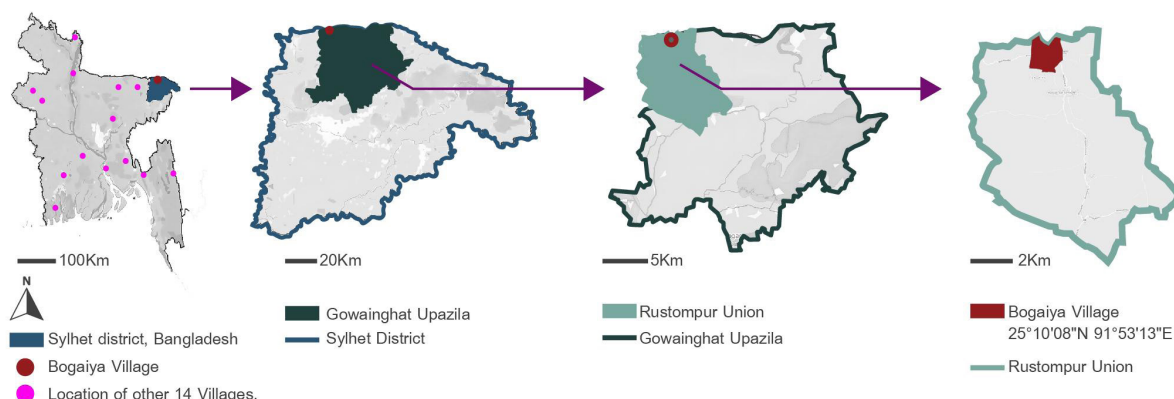 100Km
20Km
5Km
2Km
N
Sylhet district, Bangladesh
Bogaiya Village
Location of other 14 Villages.
Gowainghat Upazila
Sylhet District
Rustompur Union
Gowainghat Upazila
Bogaiya Village
25°10'08"N 91°53'13"E
Rustompur Union